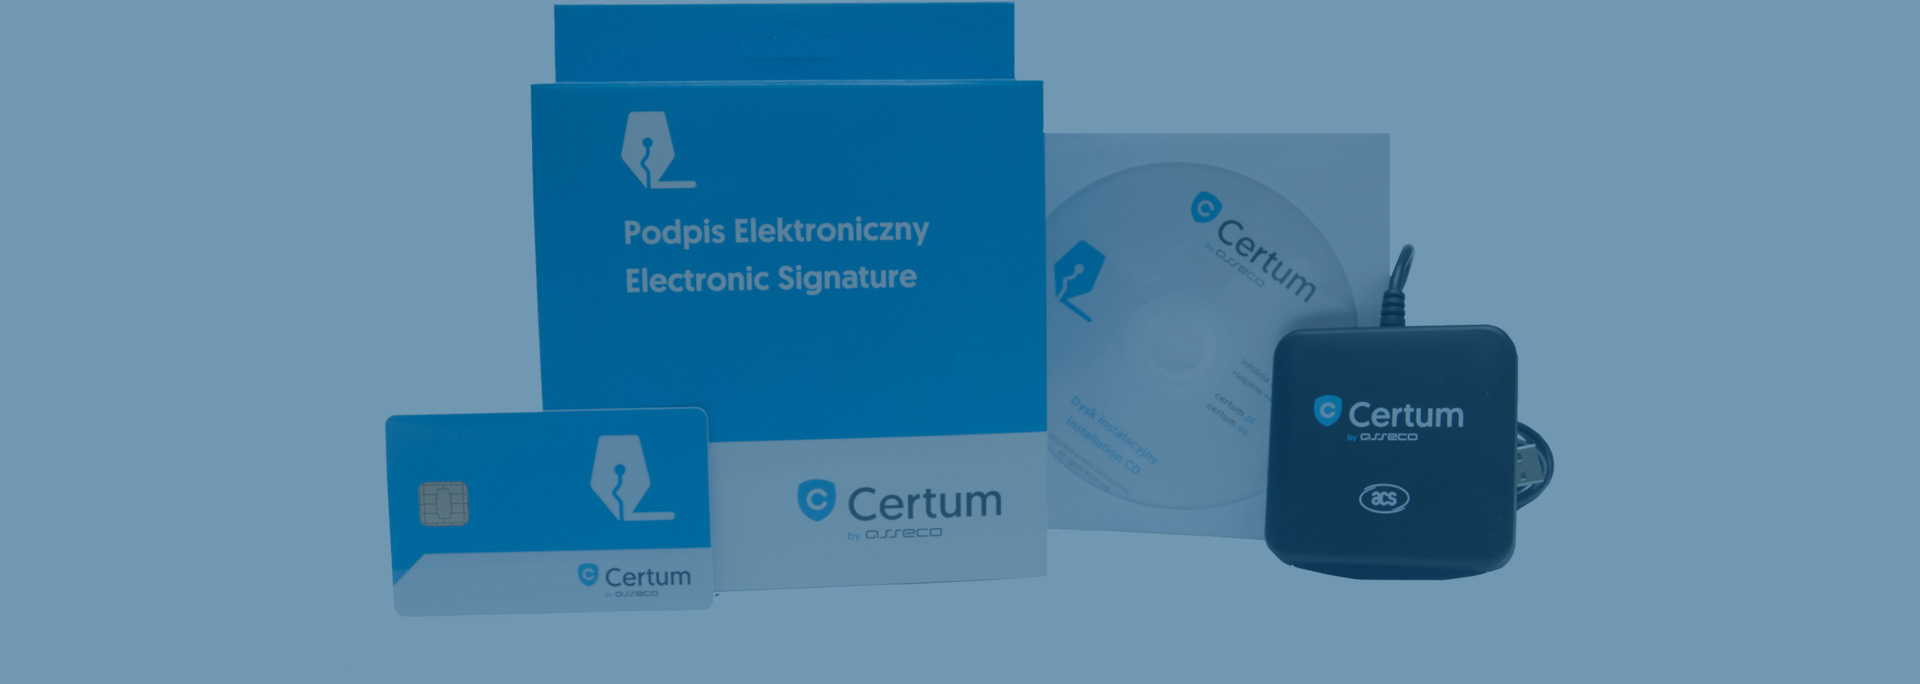 Podpis Elektroniczny
Electronic Signature
Certum
by asseco
Certum
by asseco
Certum
by asseco
Dysk instalacyjny
Installation CD
certum.pl
certum.eu
Certum
by asseco
acs